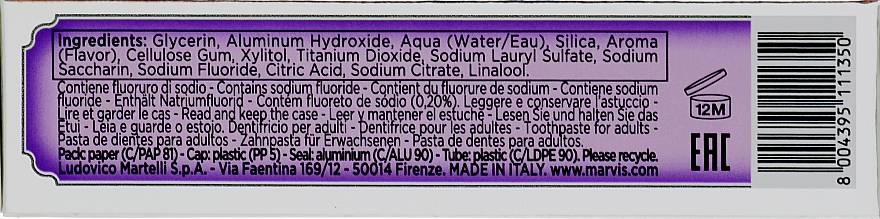 Ingredients: Glycerin, Aluminum Hydroxide, Aqua (Water/Eau), Silica, Aroma
(Flavor), Cellulose Gum, Xylitol, Titanium Dioxide, Sodium Lauryl Sulfate, Sodium
Saccharin, Sodium Fluoride, Citric Acid, Sodium Citrate, Linalool.
Contiene fluoruro di sodio - Contains sodium fluoride - Contient du fluorure de sodium - Contiene sodium
fluoride - Enthält Natriumfluorid - Contém fluoreto de sódio (0,20%). Leggere e conservare l'astuccio -
Lire et garder le cas - Read and keep the case - Leer y mantener el estuche - Lesen Sie und halten Sie das
Etui - Léia e guarde o estojo. Dentifricio per adulti - Dentifrice pour les adultes - Toothpaste for adults -
Pasta de dientes para adultos - Zahnpasta für Erwachsenen - Pasta de dentes para adultos.
Pack: paper (C/PAP 81) - Cap: plastic (PP 5) - Seal: aluminium (C/ALU 90) - Tube: plastic (C/LDPE 90). Please recycle.
Ludovico Martelli S.p.A. - Via Faentina 169/12 - 50014 Firenze. MADE IN ITALY. www.marvis.com
12M
EAC
8 004395 111350